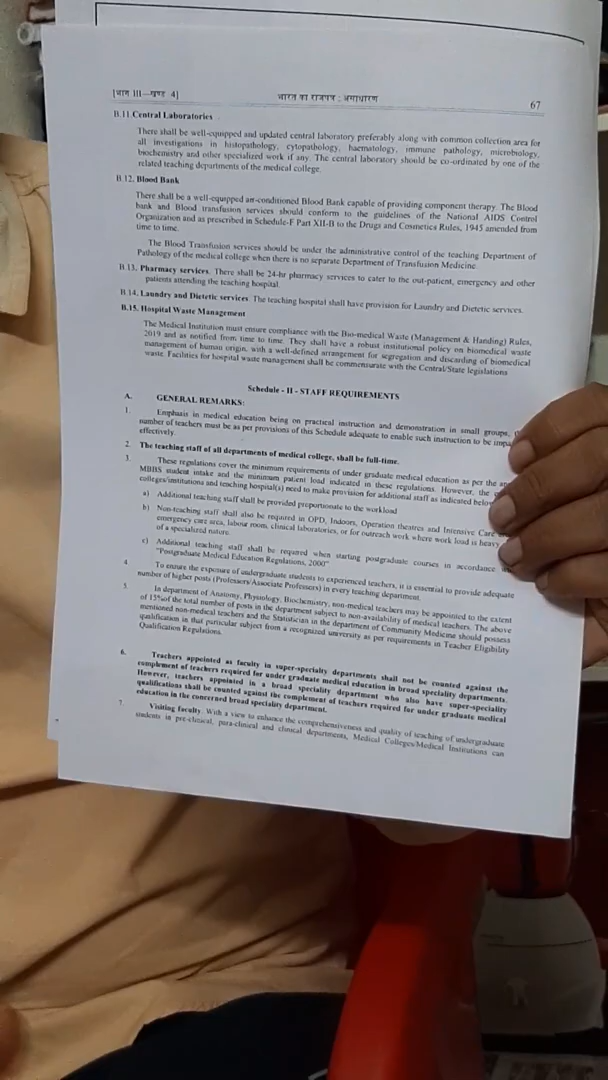 [भाग III—खण्ड 4] भारत का राजपत्र : असाधारण 67
B.11 Central Laboratories
There shall be well-equipped and updated central laboratory preferably along with common collection area for
all investigations in histopathology, cytopathology, haematology, immune pathology, microbiology,
biochemistry and other specialized work if any. The central laboratory should be co-ordinated by one of the
related teaching departments of the medical college.
B.12. Blood Bank
There shall be a well-equipped air-conditioned Blood Bank capable of providing component therapy. The Blood
bank and Blood transfusion services should conform to the guidelines of the National AIDS Control
Organization and as prescribed in Schedule-F Part XII-B to the Drugs and Cosmetics Rules, 1945 amended from
time to time.
The Blood Transfusion services should be under the administrative control of the teaching Department of
Pathology of the medical college when there is no separate Department of Transfusion Medicine.
B.13. Pharmacy services. There shall be 24-hr pharmacy services to cater to the out-patient, emergency and other
patients attending the teaching hospital.
B.14. Laundry and Dietetic services. The teaching hospital shall have provision for Laundry and Dietetic services.
B.15. Hospital Waste Management
The Medical Institution must ensure compliance with the Bio-medical Waste (Management & Handing) Rules,
2019 and as notified from time to time. They shall have a robust institutional policy on biomedical waste
management of human origin, with a well-defined arrangement for segregation and discarding of biomedical
waste. Facilities for hospital waste management shall be commensurate with the Central/State legislations
Schedule - II - STAFF REQUIREMENTS
A. GENERAL REMARKS:
1. Emphasis in medical education being on practical instruction and demonstration in small groups,
number of teachers must be as per provisions of this Schedule adequate to enable such instruction to be
effectively.
2. The teaching staff of all departments of medical college, shall be full-time.
3. These regulations cover the minimum requirements of under graduate medical education as per the
MBBS student intake and the minimum patient load indicated in these regulations. However, the
colleges/institutions and teaching hospital(s) need to make provision for additional staff as indicated
a) Additional teaching staff shall be provided proportionate to the workload
b) Non-teaching staff shall also be required in OPD, Indoors, Operation theatres and Intensive Care
emergency care area, labour room, clinical laboratories, or for outreach work where work load is heavy
of a specialized nature.
c) Additional teaching staff shall be required when starting postgraduate courses in accordance
"Postgraduate Medical Education Regulations, 2000"
4. To ensure the exposure of undergraduate students to experienced teachers, it is essential to provide adequate
number of higher posts (Professors/Associate Professors) in every teaching department.
5. In department of Anatomy, Physiology, Biochemistry, non-medical teachers may be appointed to the extent
of 15%of the total number of posts in the department subject to non-availability of medical teachers. The above
mentioned non-medical teachers and the Statistician in the department of Community Medicine should possess
qualification in that particular subject from a recognized university as per requirements in Teacher Eligibility
Qualification Regulations.
6. Teachers appointed as faculty in super-specialty departments shall not be counted against the
complement of teachers required for under graduate medical education in broad speciality departments.
However, teachers appointed in a broad speciality department who also have super-speciality
qualifications shall be counted against the complement of teachers required for under graduate medical
education in the concerned broad speciality department.
7. Visiting faculty. With a view to enhance the comprehensiveness and quality of teaching of undergraduate
students in pre-clinical, para-clinical and clinical departments, Medical Colleges/Medical Institutions can